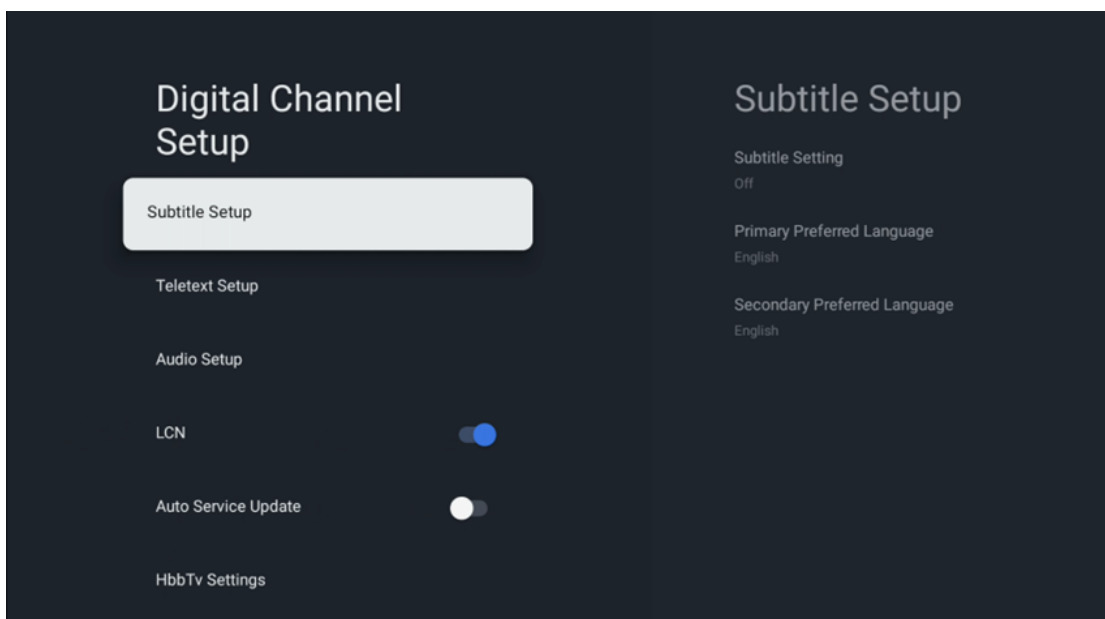 Digital Channel
Setup
Subtitle Setup
Teletext Setup
Audio Setup
LCN
Auto Service Update
HbbTv Settings
Subtitle Setup
Subtitle Setting
Off
Primary Preferred Language
English
Secondary Preferred Language
English